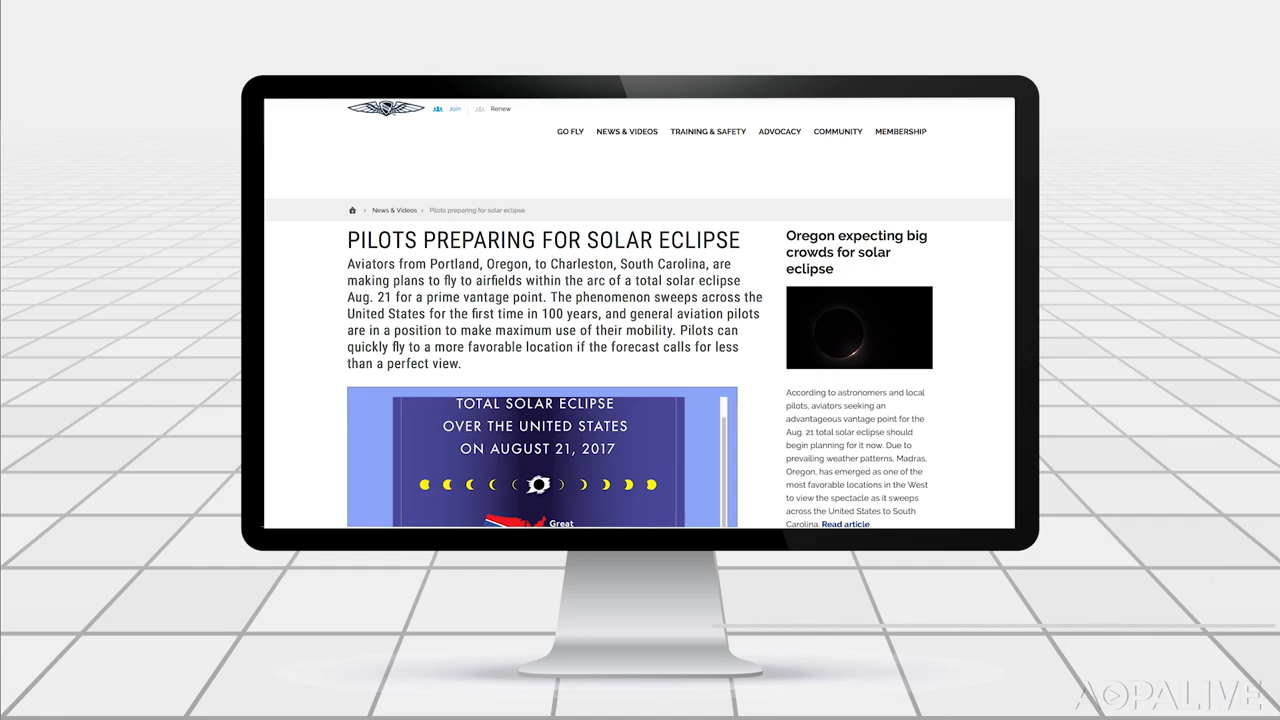 Join
Renew
GO FLY NEWS & VIDEOS TRAINING & SAFETY ADVOCACY COMMUNITY MEMBERSHIP
News & Videos > Pilots preparing for solar eclipse
PILOTS PREPARING FOR SOLAR ECLIPSE
Aviators from Portland, Oregon, to Charleston, South Carolina, are
making plans to fly to airfields within the arc of a total solar eclipse
Aug. 21 for a prime vantage point. The phenomenon sweeps across the
United States for the first time in 100 years, and general aviation pilots
are in a position to make maximum use of their mobility. Pilots can
quickly fly to a more favorable location if the forecast calls for less
than a perfect view.
TOTAL SOLAR ECLIPSE
OVER THE UNITED STATES
ON AUGUST 21, 2017
Great
Oregon expecting big
crowds for solar
eclipse
According to astronomers and local
pilots, aviators seeking an
advantageous vantage point for the
Aug. 21 total solar eclipse should
begin planning for it now. Due to
prevailing weather patterns, Madras,
Oregon, has emerged as one of the
most favorable locations in the West
to view the spectacle as it sweeps
across the United States to South
Carolina. Read article.
AOPA LIVE